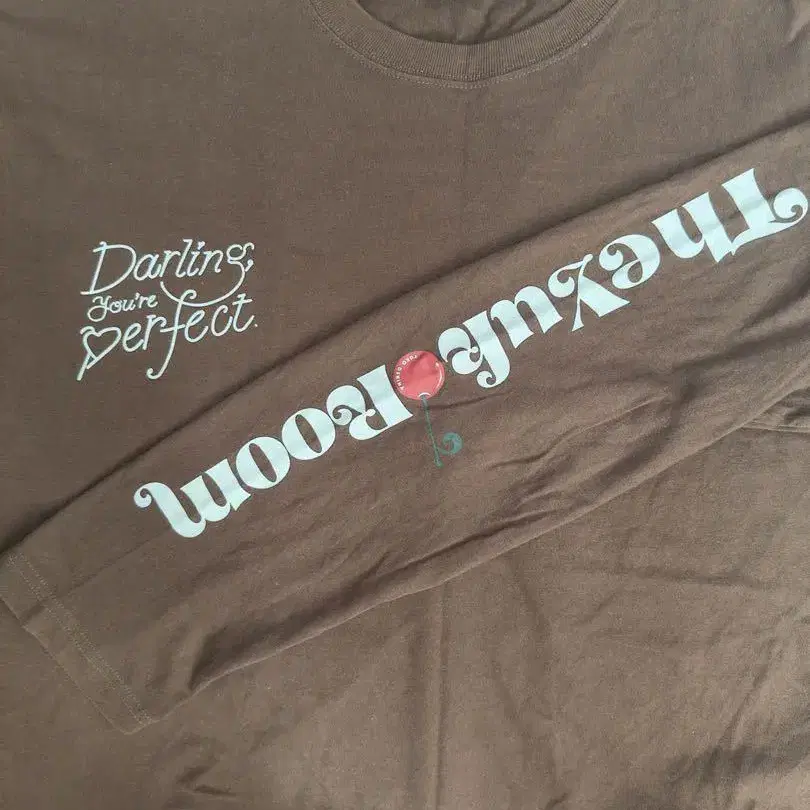 Darling,
You're
Perfect.
TheYuk Room